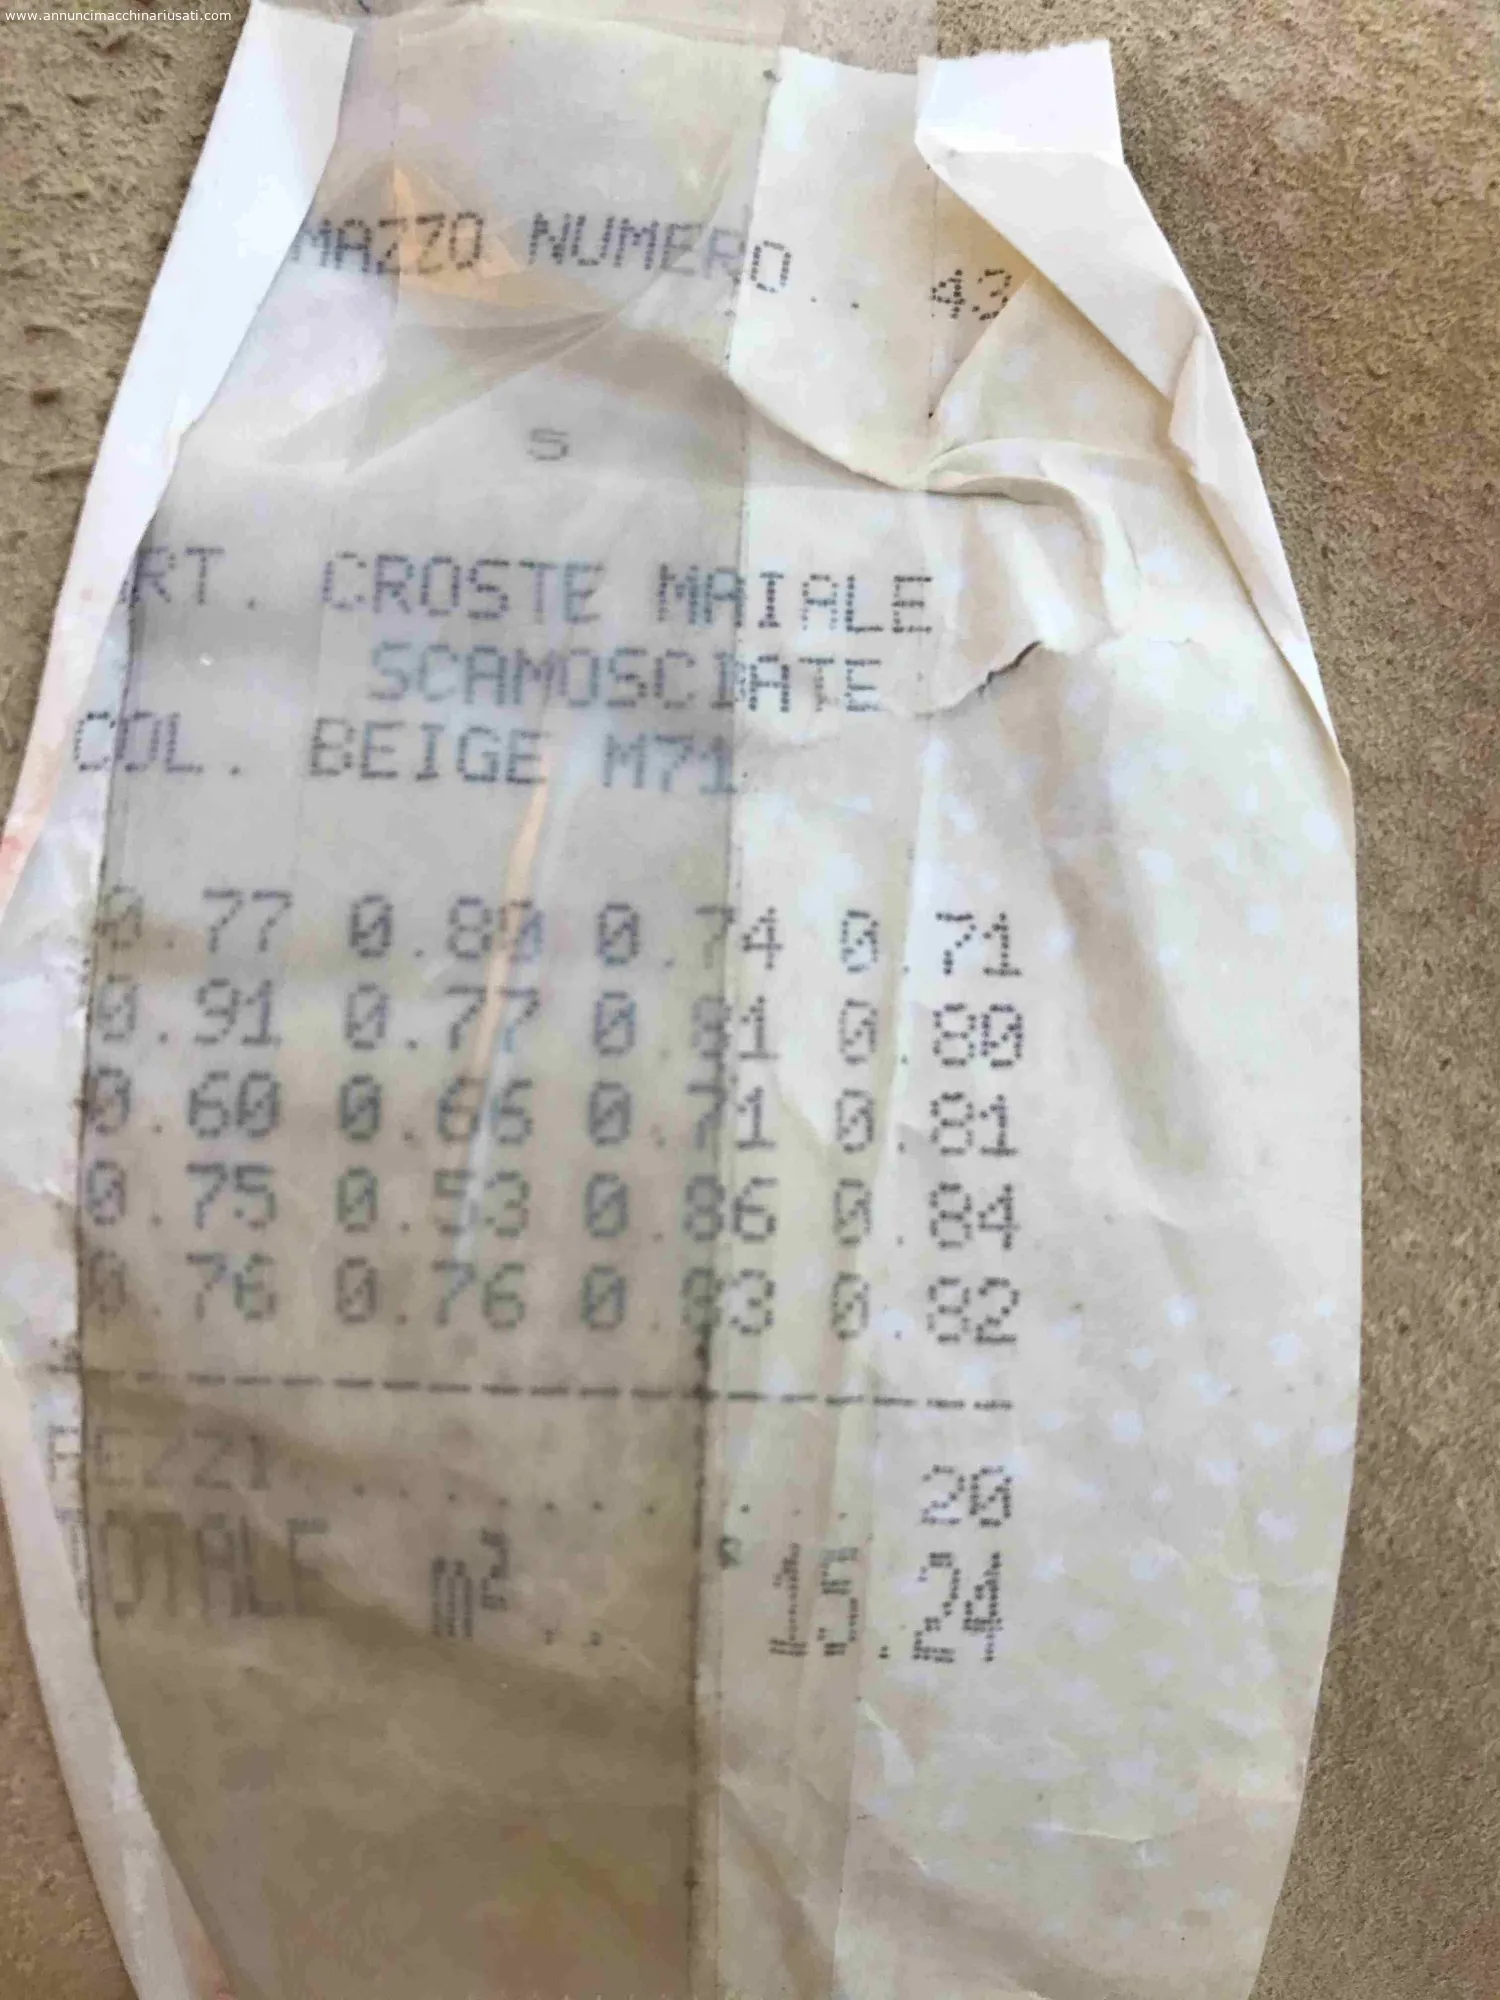 www.annuncimacchinariusati.com
MAZZO NUMERO.. 43
S
ART. CROSTE MAIALE
SCAMOSCIATE
COL. BEIGE M71
0.77 0.80 0.74 0.71
0.91 0.77 0.81 0.80
0.60 0.66 0.71 0.81
0.75 0.53 0.86 0.84
0.76 0.76 0.83 0.82
PEZZI ......... 20
TOTALE .. 15.24